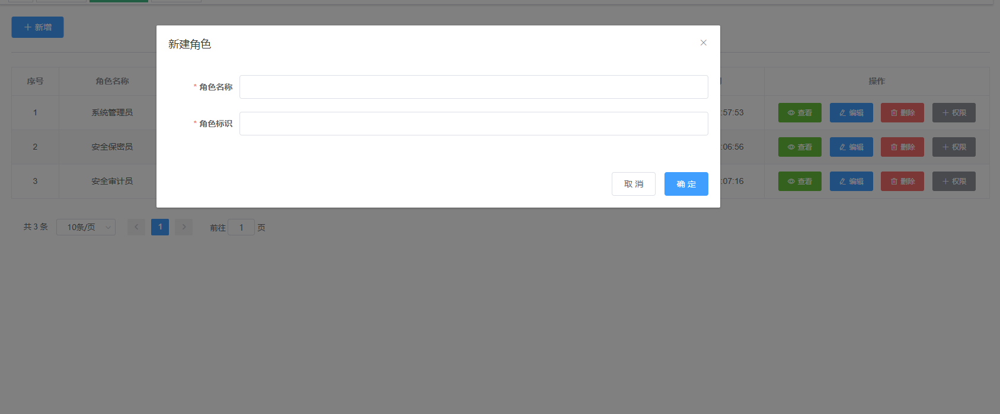 新增
新建角色
* 角色名称
* 角色标识
取 消
确 定
序号 角色名称 操作
1 系统管理员 :57:53 查看 编辑 删除 权限
2 安全保密员 :06:56 查看 编辑 删除 权限
3 安全审计员 :07:16 查看 编辑 删除 权限
共 3 条 10条/页 1 前往 1 页